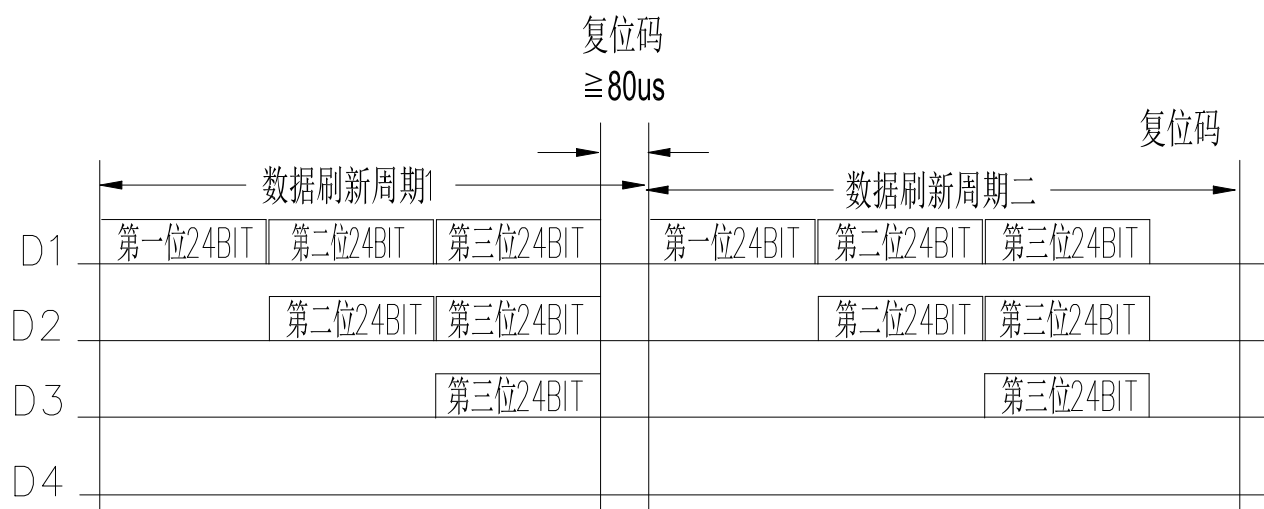 复位码
≧80us
复位码
数据刷新周期1
数据刷新周期二
D1 第一位24BIT 第二位24BIT 第三位24BIT 第一位24BIT 第二位24BIT 第三位24BIT
D2 第二位24BIT 第三位24BIT 第二位24BIT 第三位24BIT
D3 第三位24BIT 第三位24BIT
D4